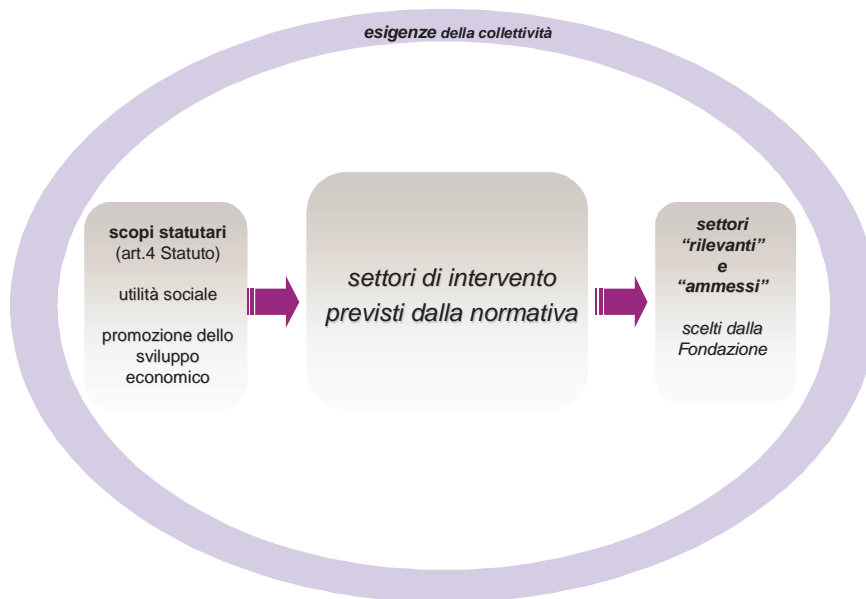 esigenze della collettività
scopi statutari
(art.4 Statuto)
utilità sociale
promozione dello
sviluppo
economico
settori di intervento
previsti dalla normativa
settori
“rilevanti”
e
“ammessi”
scelti dalla
Fondazione